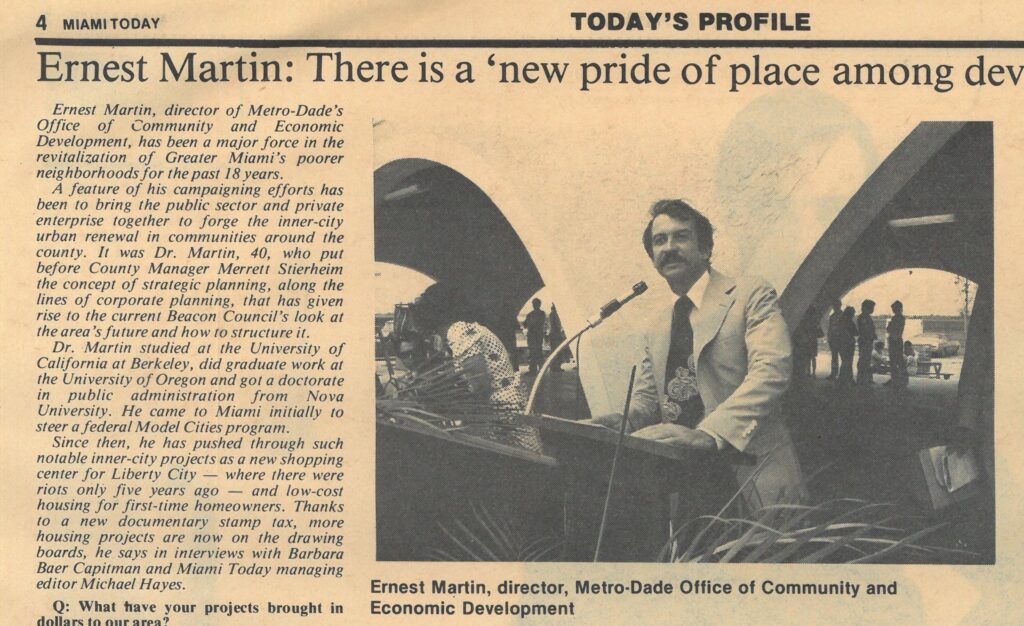 4 MIAMI TODAY
TODAY'S PROFILE
Ernest Martin: There is a 'new pride of place among dev
Ernest Martin, director of Metro-Dade's
Office of Community and Economic
Development, has been a major force in the
revitalization of Greater Miami's poorer
neighborhoods for the past 18 years.
A feature of his campaigning efforts has
been to bring the public sector and private
enterprise together to forge the inner-city
urban renewal in communities around the
county. It was Dr. Martin, 40, who put
before County Manager Merrett Stierheim
the concept of strategic planning, along the
lines of corporate planning, that has given
rise to the current Beacon Council's look at
the area's future and how to structure it.
Dr. Martin studied at the University of
California at Berkeley, did graduate work at
the University of Oregon and got a doctorate
in public administration from Nova
University. He came to Miami initially to
steer a federal Model Cities program.
Since then, he has pushed through such
notable inner-city projects as a new shopping
center for Liberty City — where there were
riots only five years ago — and low-cost
housing for first-time homeowners. Thanks
to a new documentary stamp tax, more
housing projects are now on the drawing
boards, he says in interviews with Barbara
Baer Capitman and Miami Today managing
editor Michael Hayes.
Q: What have your projects brought in
dollars to our area?
Ernest Martin, director, Metro-Dade Office of Community and
Economic Development